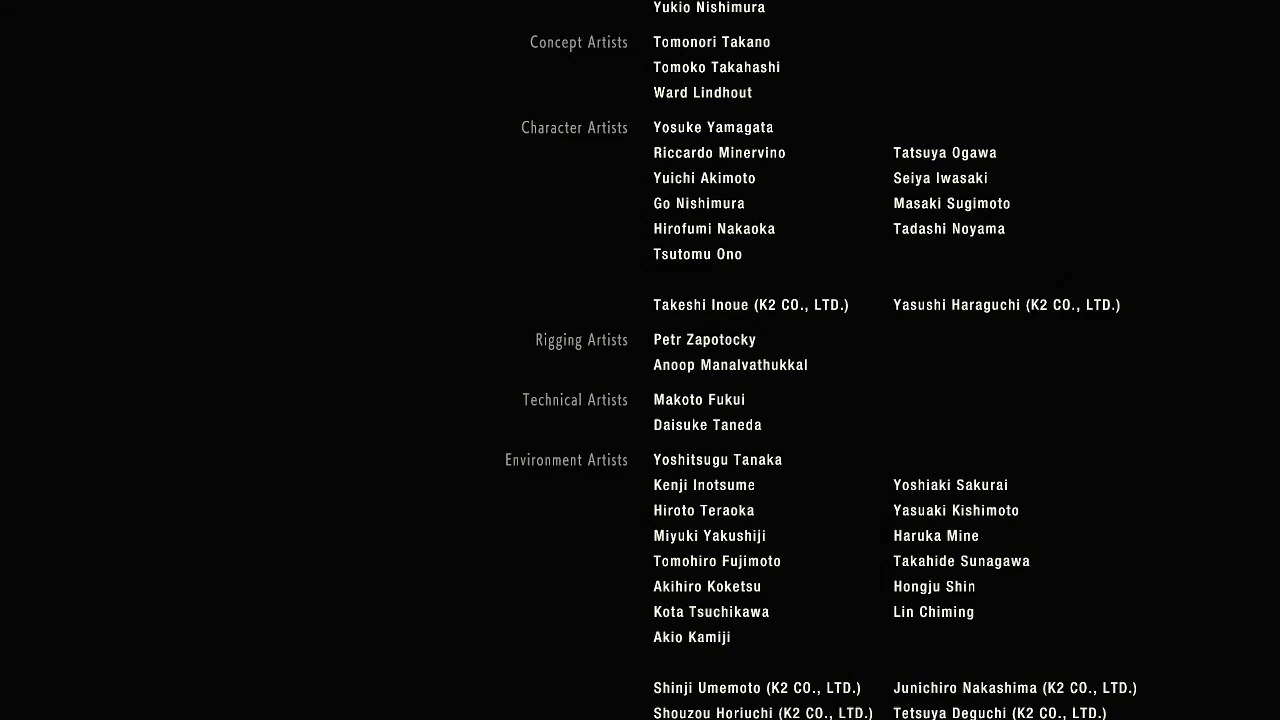 Yukio Nishimura
Concept Artists Tomonori Takano
Tomoko Takahashi
Ward Lindhout
Character Artists Yosuke Yamagata
Riccardo Minervino Tatsuya Ogawa
Yuichi Akimoto Seiya Iwasaki
Go Nishimura Masaki Sugimoto
Hirofumi Nakaoka Tadashi Noyama
Tsutomu Ono
Takeshi Inoue (K2 CO., LTD.) Yasushi Haraguchi (K2 CO., LTD.)
Rigging Artists Petr Zapotocky
Anoop Manalvathukkal
Technical Artists Makoto Fukui
Daisuke Taneda
Environment Artists Yoshitsugu Tanaka
Kenji Inotsume Yoshiaki Sakurai
Hiroto Teraoka Yasuaki Kishimoto
Miyuki Yakushiji Haruka Mine
Tomohiro Fujimoto Takahide Sunagawa
Akihiro Koketsu Hongju Shin
Kota Tsuchikawa Lin Chiming
Akio Kamiji
Shinji Umemoto (K2 CO., LTD.) Junichiro Nakashima (K2 CO., LTD.)
Shouzou Horiuchi (K2 CO., LTD.) Tetsuya Deguchi (K2 CO., LTD.)